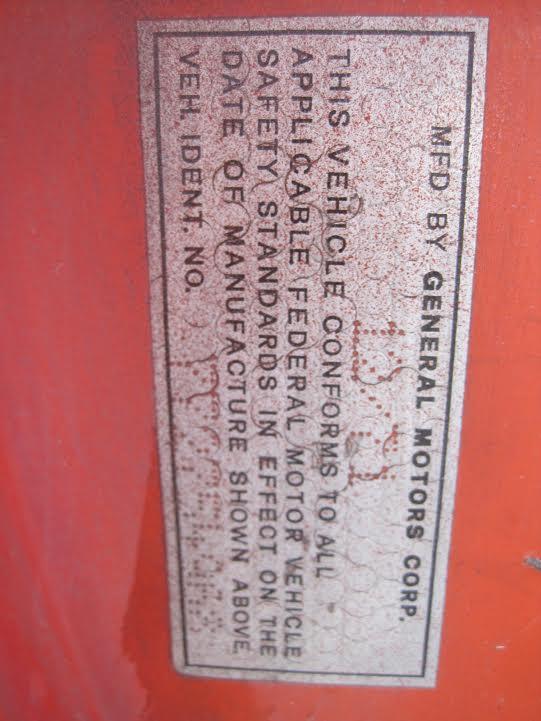 MFD BY GENERAL MOTORS CORP.
THIS VEHICLE CONFORMS TO ALL
APPLICABLE FEDERAL MOTOR VEHICLE
SAFETY STANDARDS IN EFFECT ON THE
DATE OF MANUFACTURE SHOWN ABOVE
VEH. IDENT. NO.